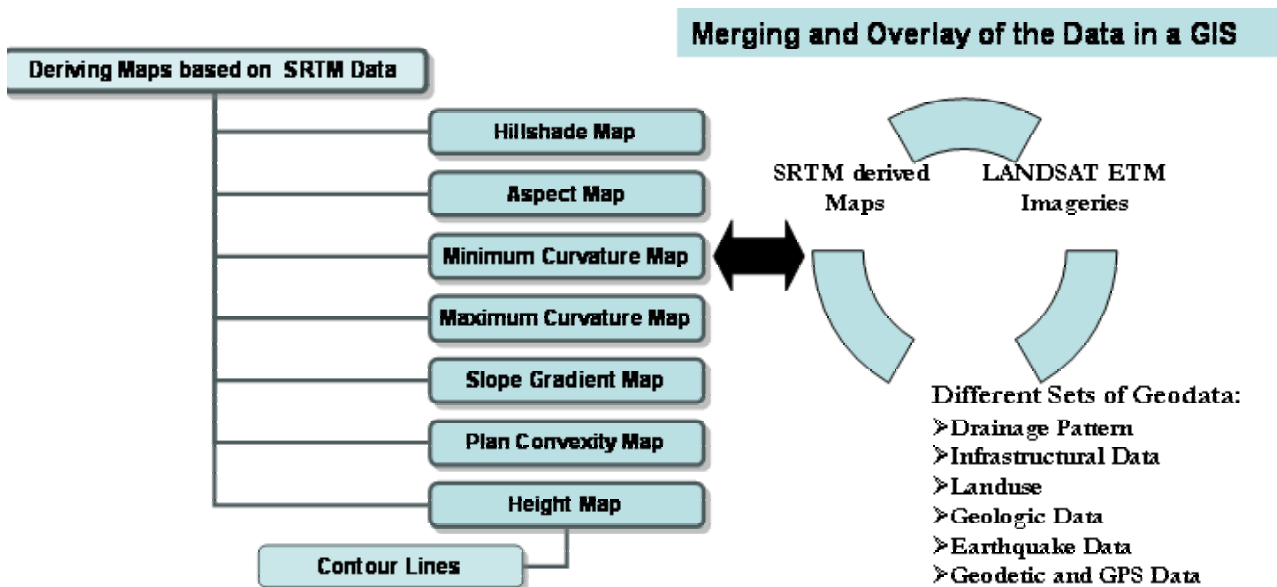 Merging and Overlay of the Data in a GIS
Deriving Maps based on SRTM Data
Hillshade Map
Aspect Map
Minimum Curvature Map
Maximum Curvature Map
Slope Gradient Map
Plan Convexity Map
Height Map
Contour Lines
SRTM derived
Maps
LANDSAT ETM
Imageries
Different Sets of Geodata:
➢Drainage Pattern
➢Infrastructural Data
➢Landuse
➢Geologic Data
➢Earthquake Data
➢Geodetic and GPS Data